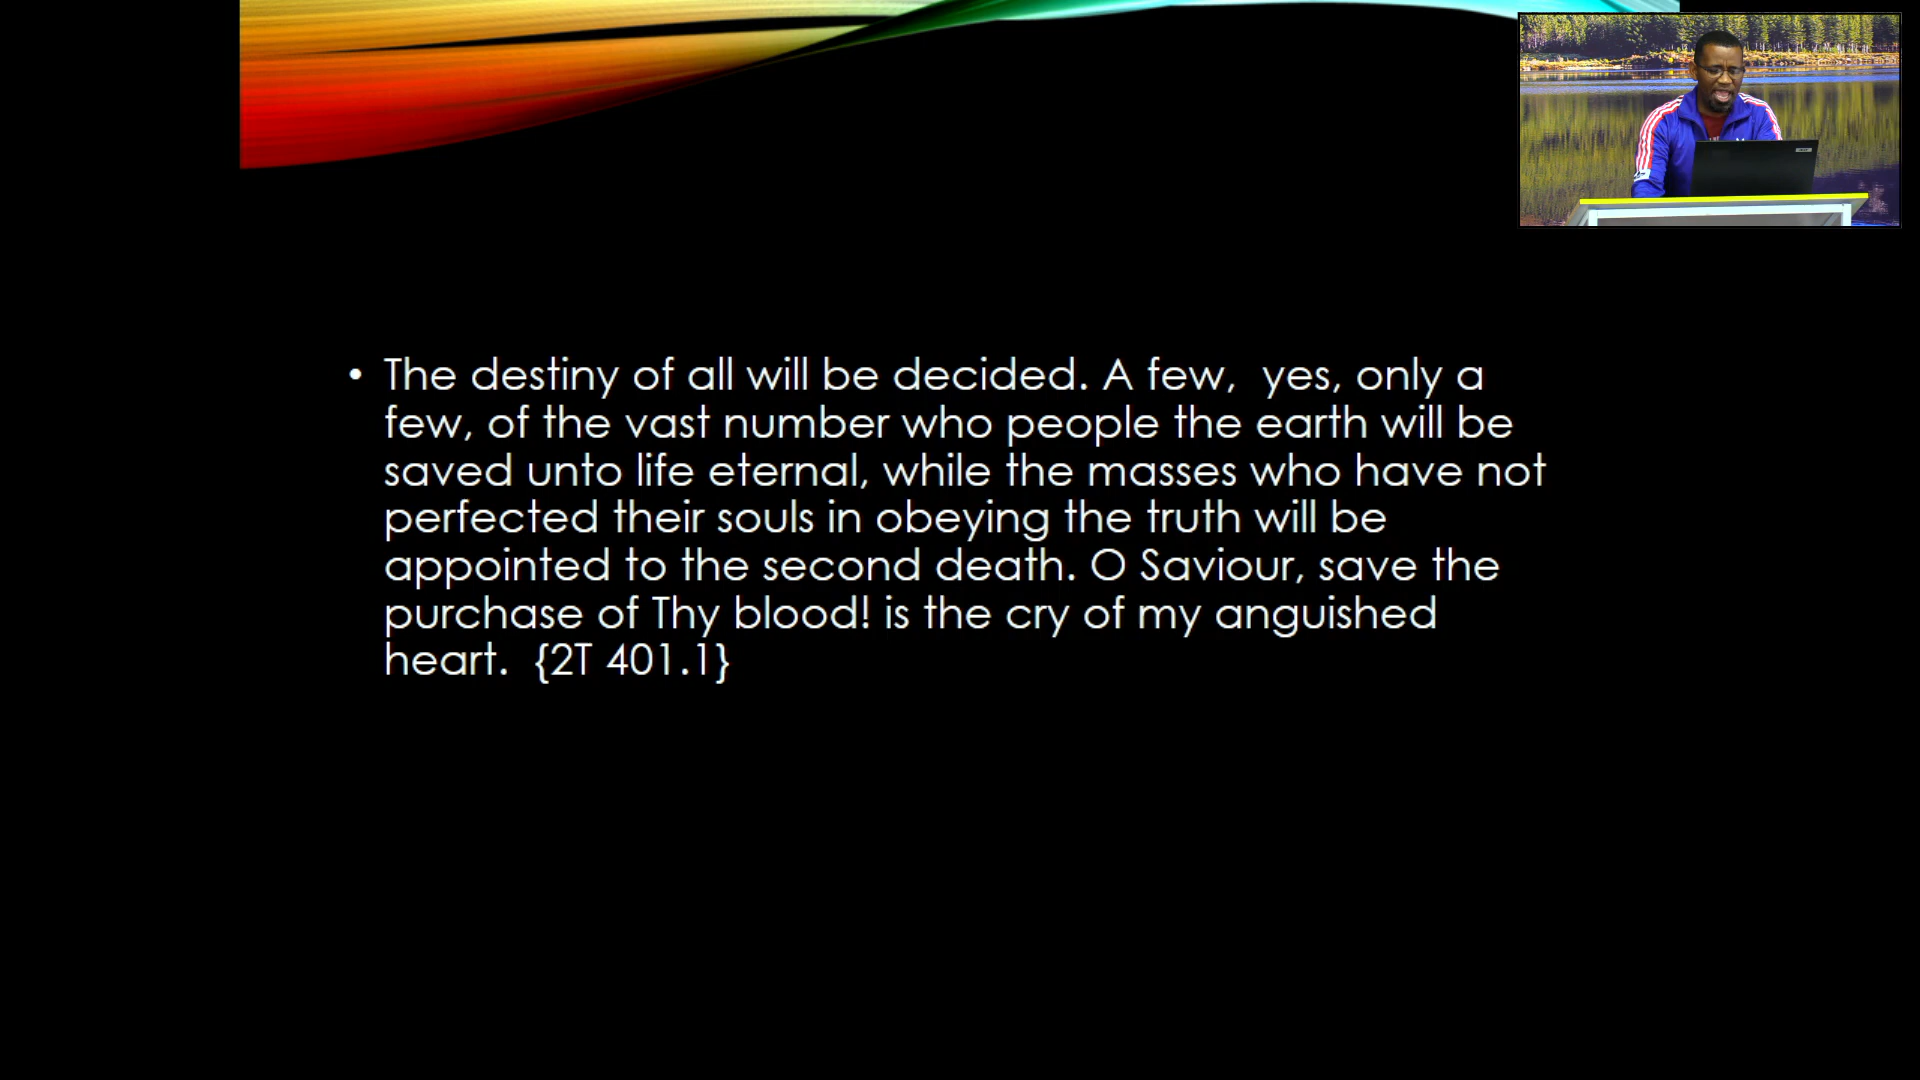 • The destiny of all will be decided. A few,  yes, only a
few, of the vast number who people the earth will be
saved unto life eternal, while the masses who have not
perfected their souls in obeying the truth will be
appointed to the second death. O Saviour, save the
purchase of Thy blood! is the cry of my anguished
heart.  {2T 401.1}